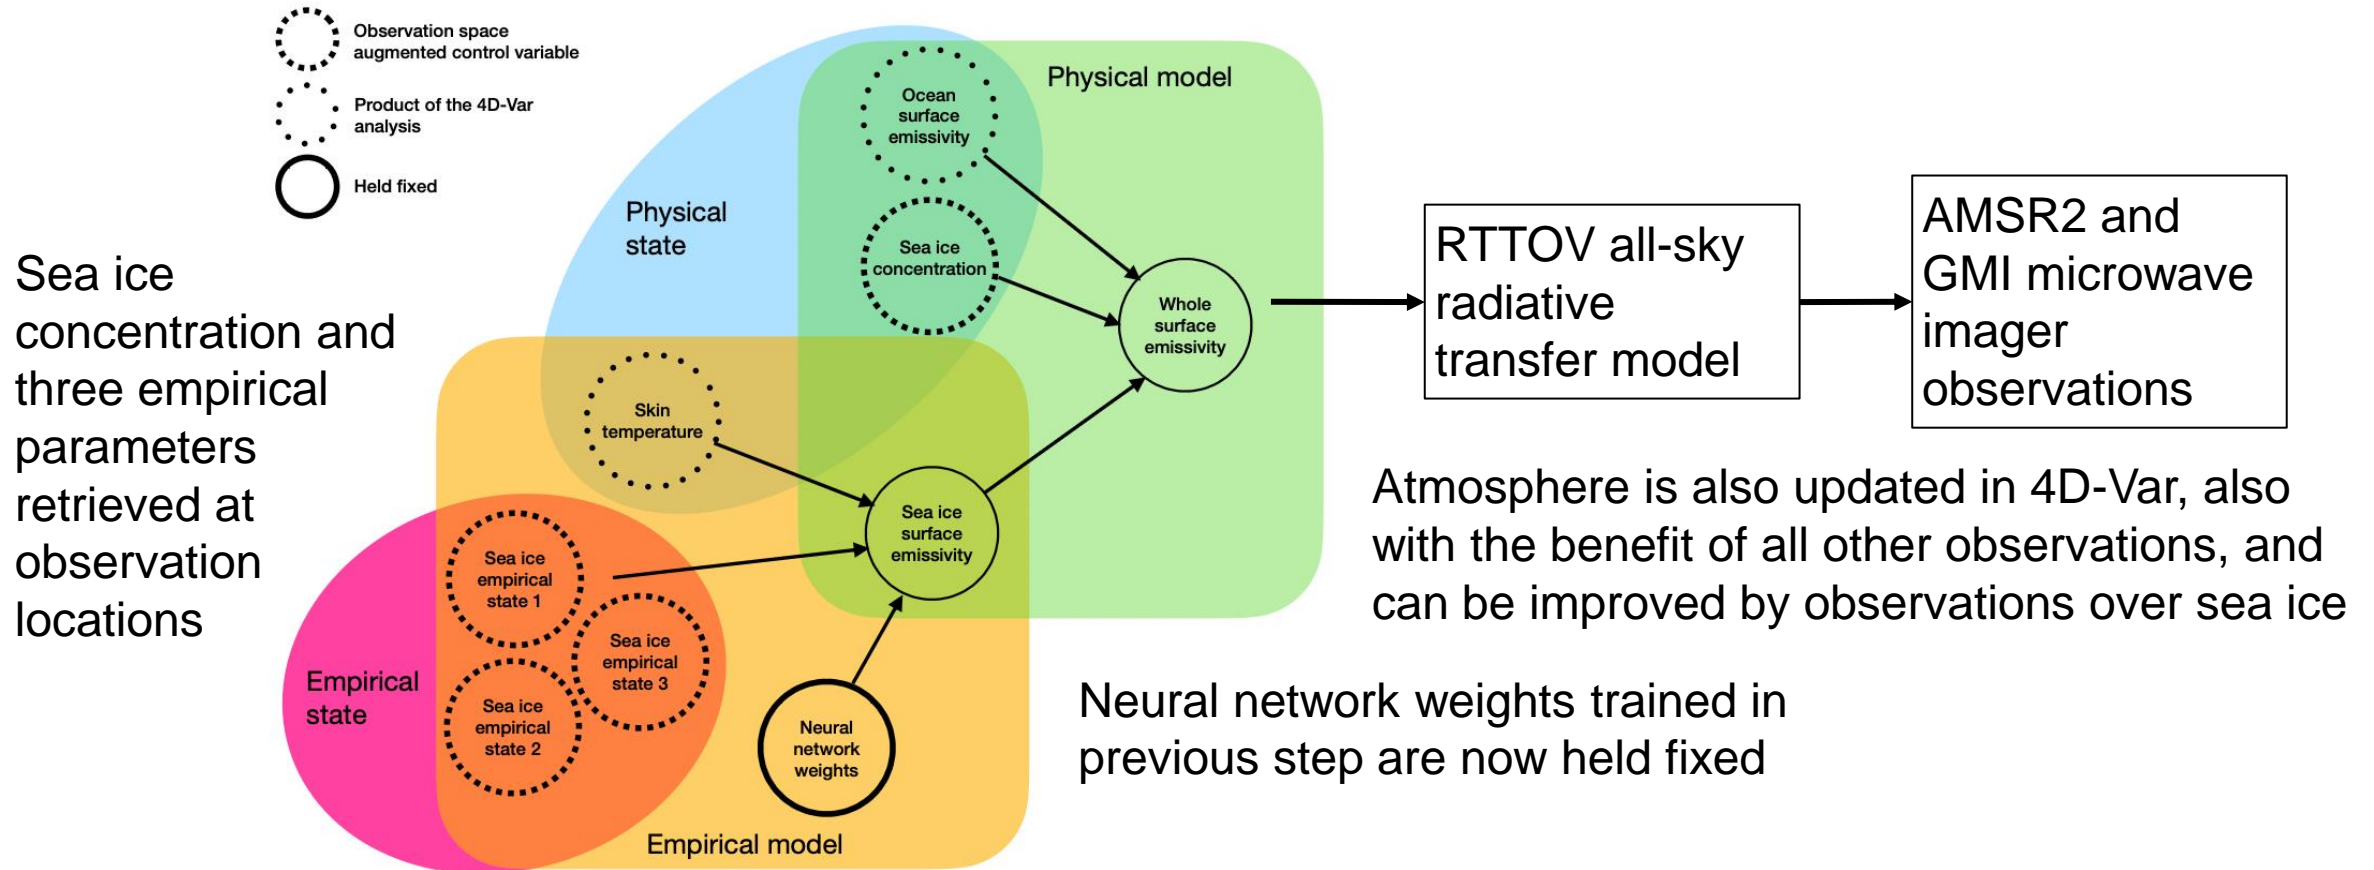 Observation space
augmented control variable
Product of the 4D-Var
analysis
Held fixed
Sea ice
concentration and
three empirical
parameters
retrieved at
observation
locations
Physical
state
Physical model
Ocean
surface
emissivity
Sea ice
concentration
Whole
surface
emissivity
Skin
temperature
Sea ice
surface
emissivity
Sea ice
empirical
state 1
Sea ice
empirical
state 3
Sea ice
empirical
state 2
Empirical
state
Neural
network
weights
Empirical model
RTTOV all-sky
radiative
transfer model
AMSR2 and
GMI microwave
imager
observations
Atmosphere is also updated in 4D-Var, also
with the benefit of all other observations, and
can be improved by observations over sea ice
Neural network weights trained in
previous step are now held fixed